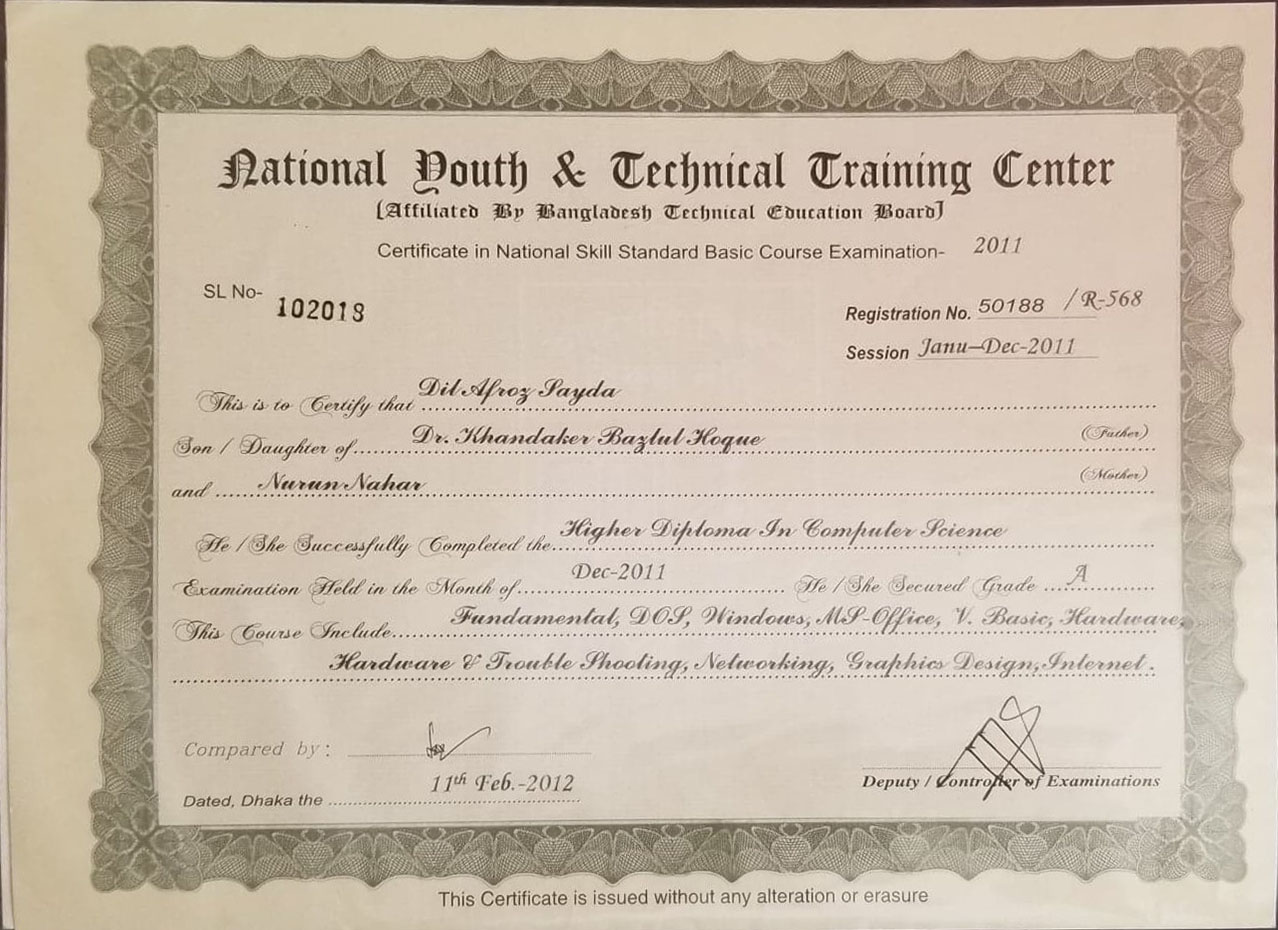 National Youth & Technical Training Center
[Affiliated By Bangladesh Technical Education Board]
Certificate in National Skill Standard Basic Course Examination- 2011
SL No- 102018
Registration No. 50188 / R-568
Session Janu–Dec-2011
This is to Certify that Dil Afroz Sayda
Son / Daughter of Dr. Khandaker Bazlul Hoque (Father)
and Nurun Nahar (Mother)
He / She Successfully Completed the Higher Diploma In Computer Science
Examination Held in the Month of Dec-2011 He / She Secured Grade A
This Course Include Fundamental, DOS, Windows, MS-Office, V. Basic, Hardware,
Hardware & Trouble Shooting, Networking, Graphics Design, Internet.
Compared by:
Dated, Dhaka the 11th Feb.-2012
Deputy / Controller of Examinations
This Certificate is issued without any alteration or erasure